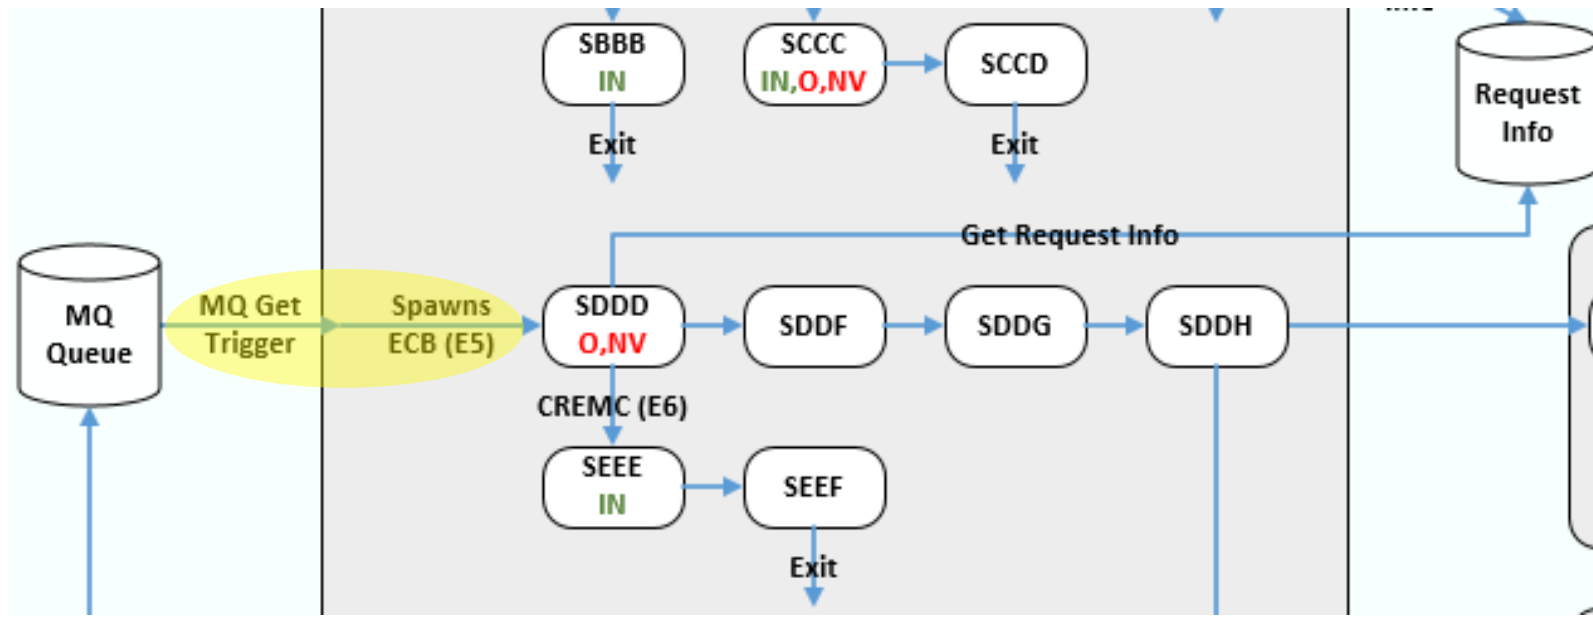 SBBB
IN
SCCC
IN,O,NV
SCCD
Request
Info
Exit
Exit
Get Request Info
MQ
Queue
MQ Get
Trigger
Spawns
ECB (E5)
SDDD
O,NV
SDDF
SDDG
SDDH
CREMC (E6)
SEEE
IN
SEEF
Exit